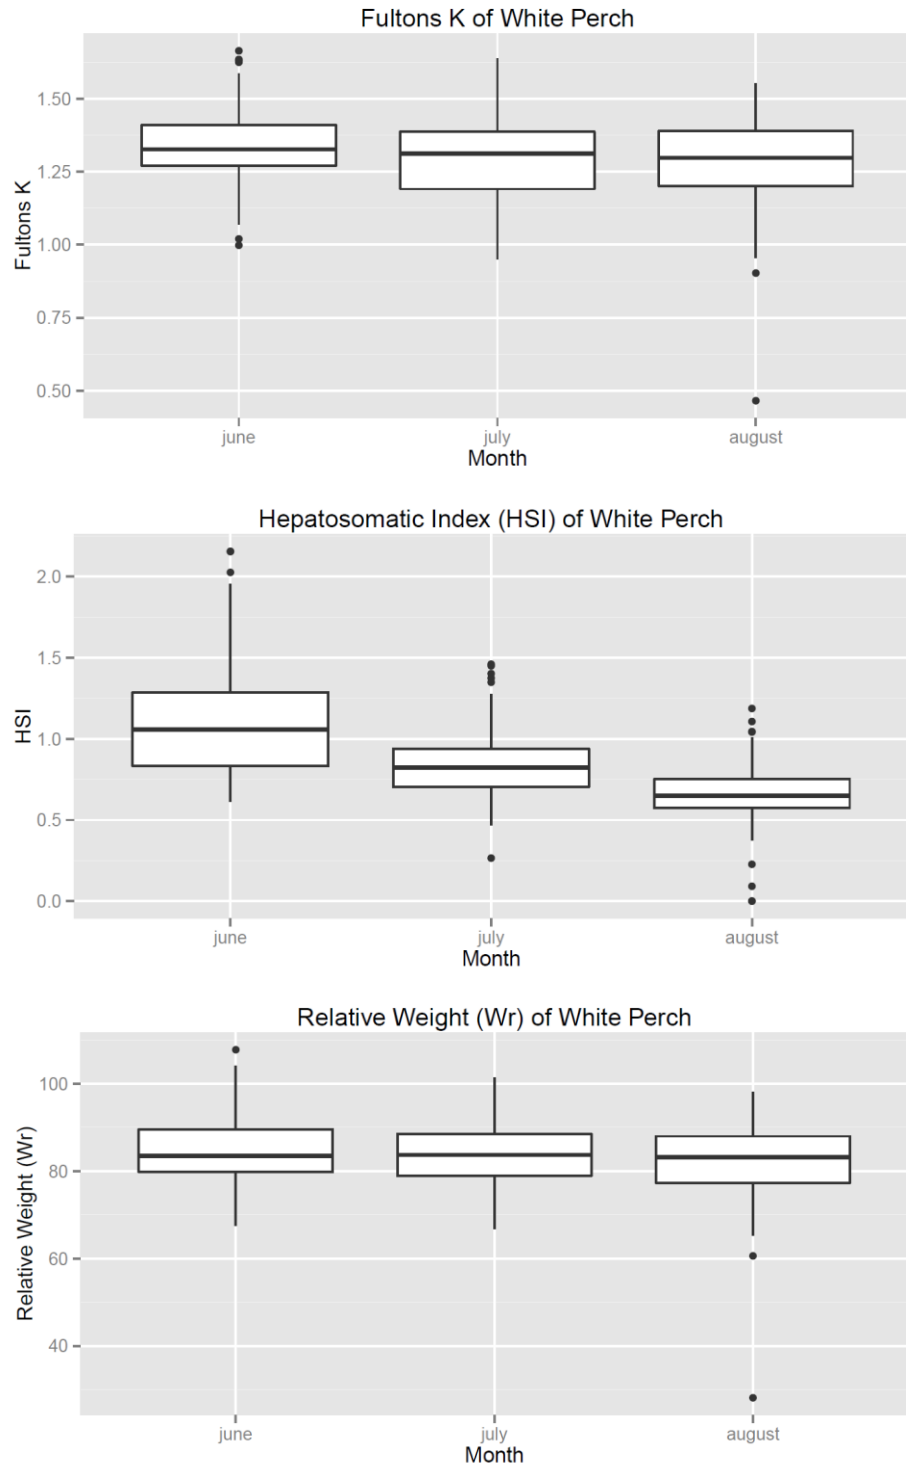 Fultons K of White Perch
Fultons K
1.50
1.25
1.00
0.75
0.50
june july august
Month
Hepatosomatic Index (HSI) of White Perch
HSI
2.0
1.5
1.0
0.5
0.0
june july august
Month
Relative Weight (Wr) of White Perch
Relative Weight (Wr)
100
80
60
40
june july august
Month